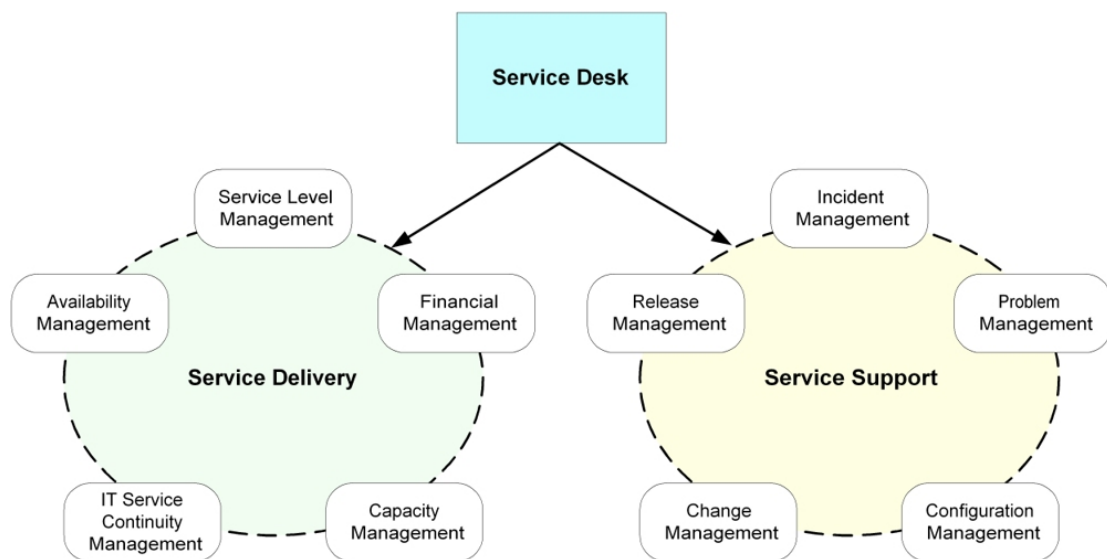 Service Desk
Service Level
Management
Availability
Management
Financial
Management
Service Delivery
IT Service
Continuity
Management
Capacity
Management
Incident
Management
Release
Management
Problem
Management
Service Support
Change
Management
Configuration
Management